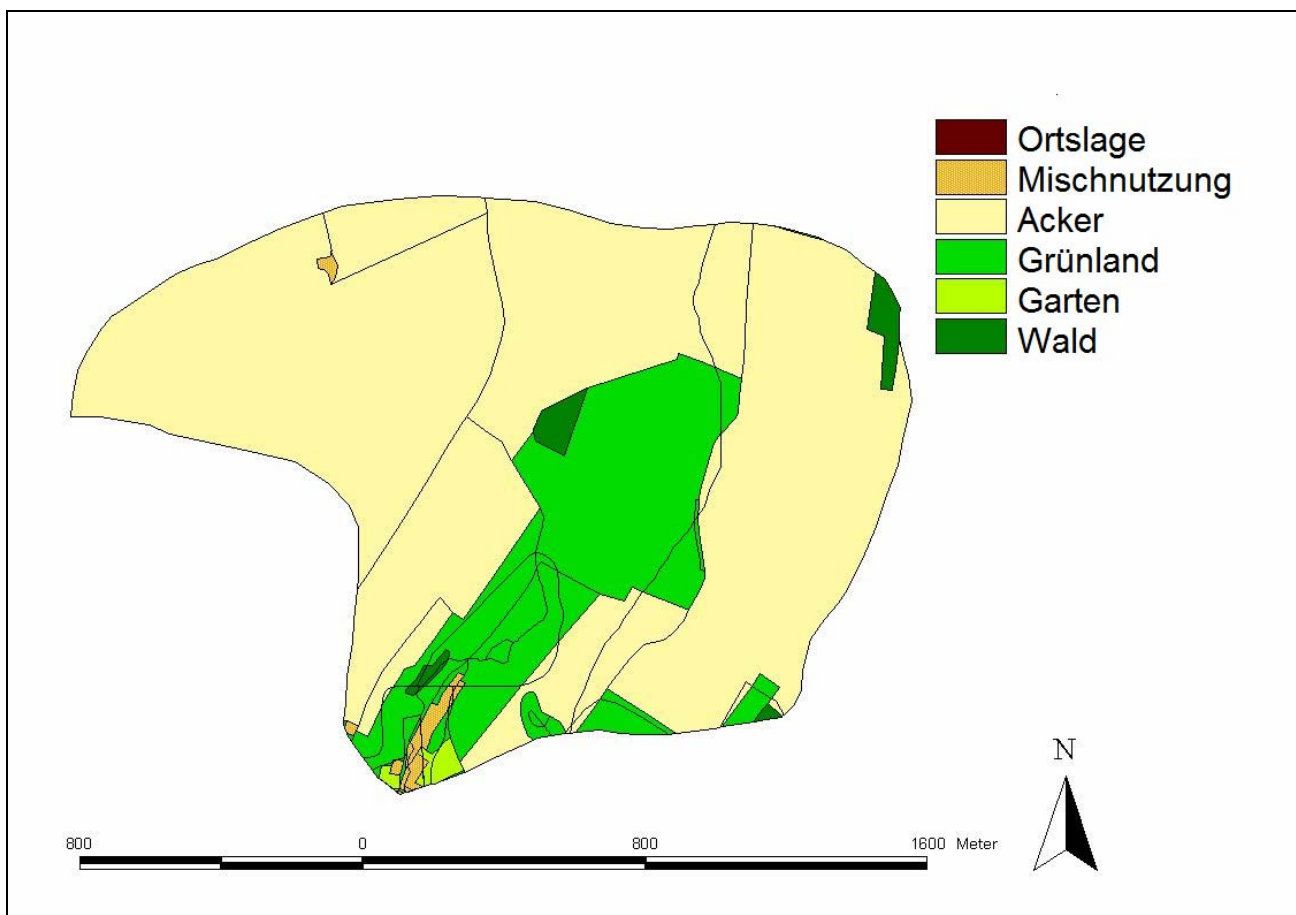 Ortslage
Mischnutzung
Acker
Grünland
Garten
Wald
N
800 0 800 1600 Meter